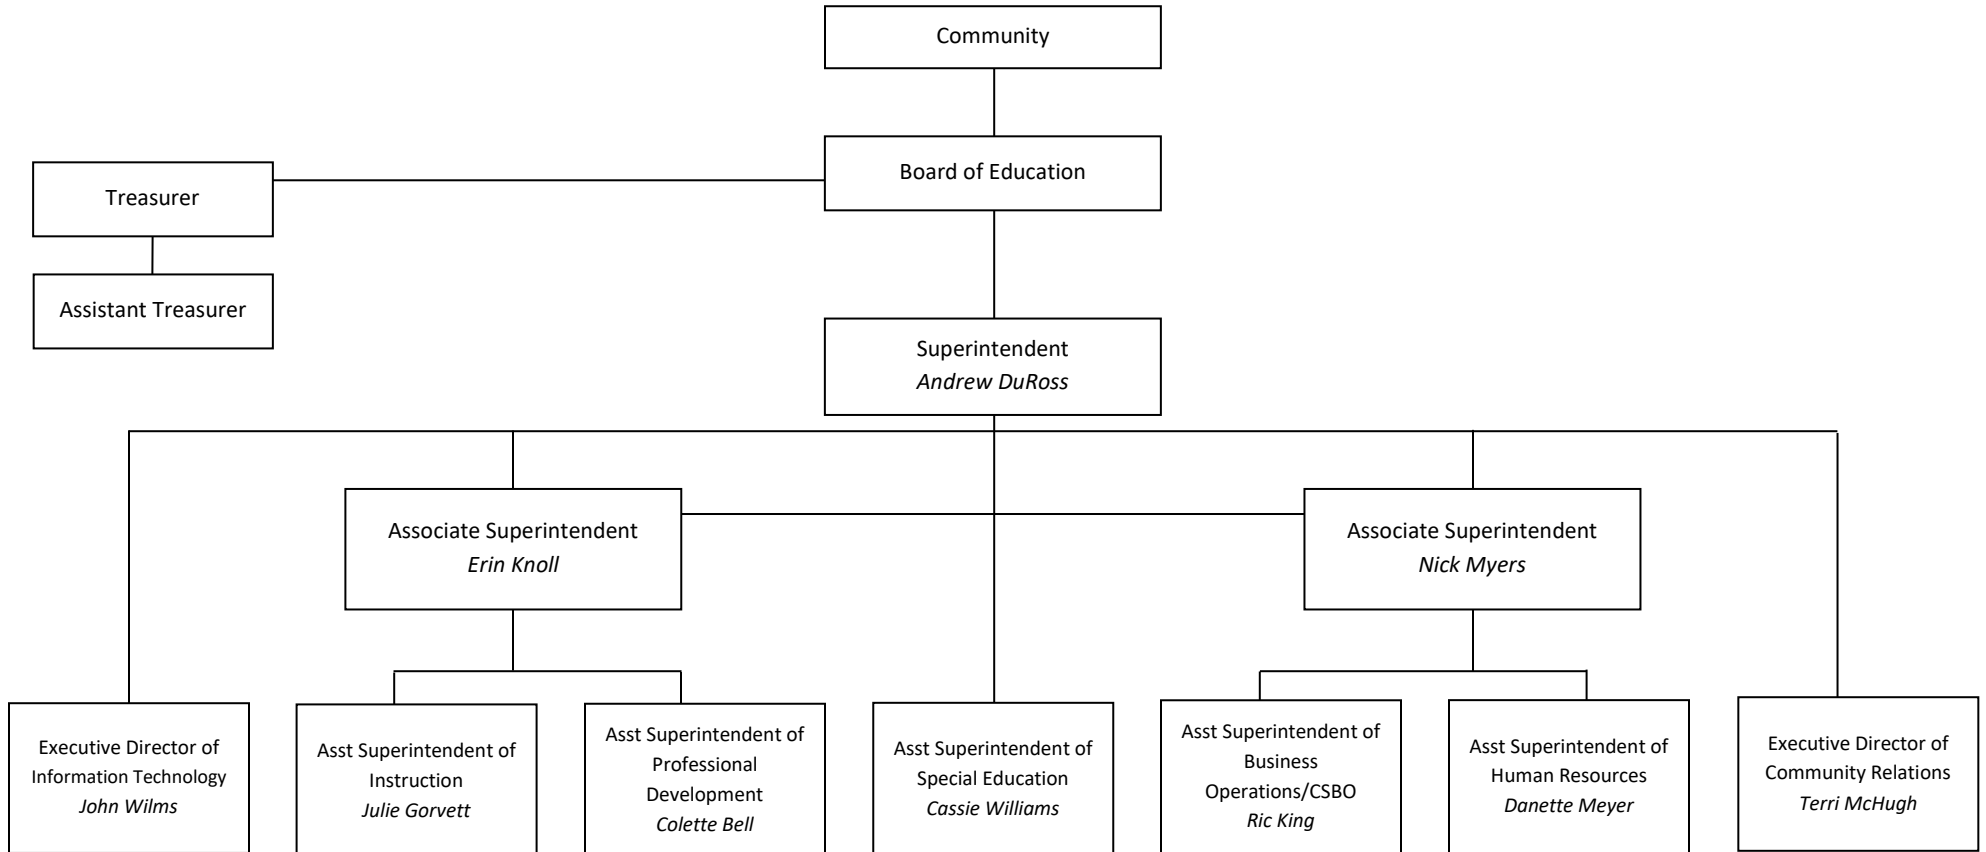 Community
Board of Education
Treasurer
Assistant Treasurer
Superintendent
Andrew DuRoss
Associate Superintendent
Erin Knoll
Associate Superintendent
Nick Myers
Executive Director of
Information Technology
John Wilms
Asst Superintendent of
Instruction
Julie Gorvett
Asst Superintendent of
Professional
Development
Colette Bell
Asst Superintendent of
Special Education
Cassie Williams
Asst Superintendent of
Business
Operations/CSBO
Ric King
Asst Superintendent of
Human Resources
Danette Meyer
Executive Director of
Community Relations
Terri McHugh